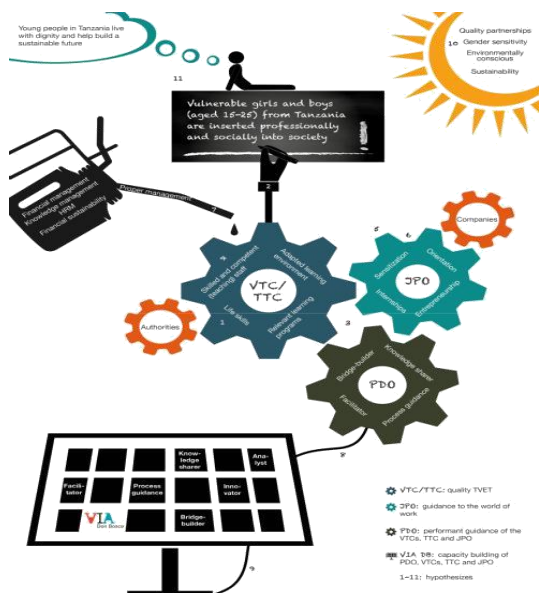 Young people in Tanzania live
with dignity and help build a
sustainable future
11
Quality partnerships
10
Gender sensitivity
Environmentally
conscious
Sustainability
Vulnerable girls and boys
(aged 15-25) from Tanzania
are inserted professionally
and socially into society
2
Financial management
Knowledge management
HRM
Financial sustainability
Proper management
Companies
5
6
Sensitization
Orientation
JPO
Internships
Entrepreneurship
Skilled and competent
(teaching) staff
Adapted learning
environment
VTC/
TTC
1
Life skills
Relevant learning
programs
3
Authorities
Bridge-builder
Knowledge sharer
PDO
Facilitator
Process guidance
8
Know-
ledge
sharer
Ana-
lyst
Facili-
tator
Process
guidance
Inno-
vator
VIA
DON BOSCO
Bridge-
builder
9
VTC/TTC: quality TVET
JPO: guidance to the world of
work
PDO: performant guidance of the
VTCs, TTC and JPO
VIA DB: capacity building of
PDO, VTCs, TTC and JPO
1-11: hypothesizes